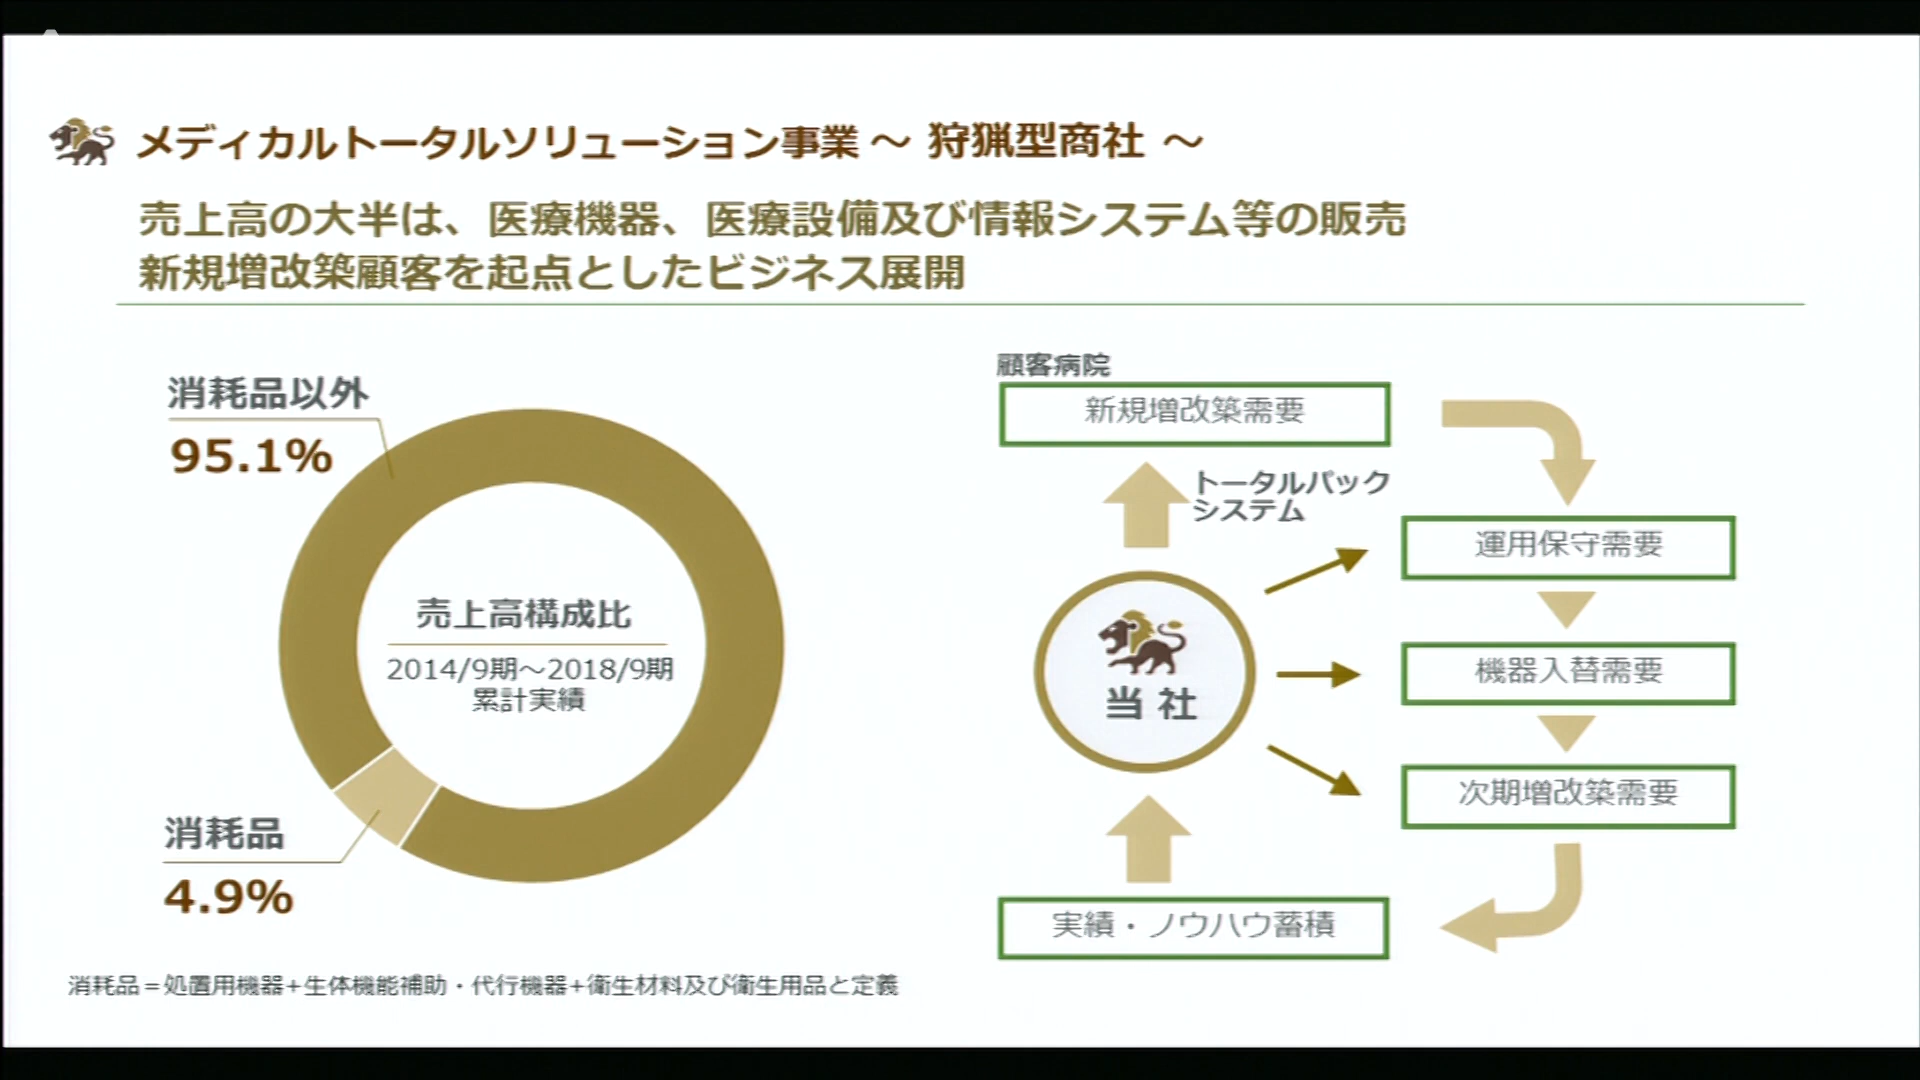 メディカルトータルソリューション事業 ～ 狩猟型商社 ～
売上高の大半は、医療機器、医療設備及び情報システム等の販売
新規増改築顧客を起点としたビジネス展開
消耗品以外
95.1%
売上高構成比
2014/9期～2018/9期
累計実績
消耗品
4.9%
消耗品＝処置用機器+生体機能補助・代行機器+衛生材料及び衛生用品と定義
顧客病院
新規増改築需要
トータルパック
システム
運用保守需要
当 社
機器入替需要
次期増改築需要
実績・ノウハウ蓄積